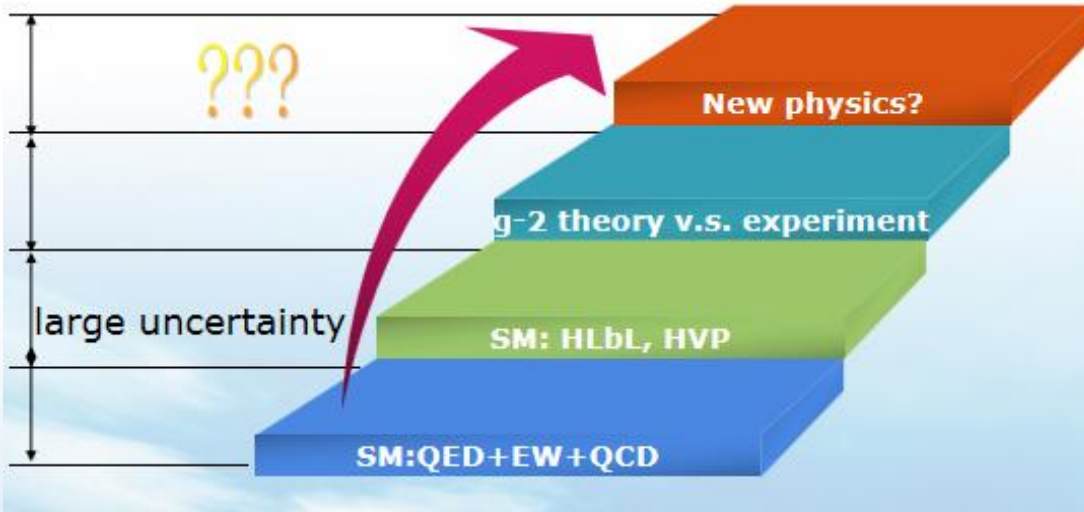 ???
New physics?
g-2 theory v.s. experiment
large uncertainty
SM: HLbL, HVP
SM:QED+EW+QCD